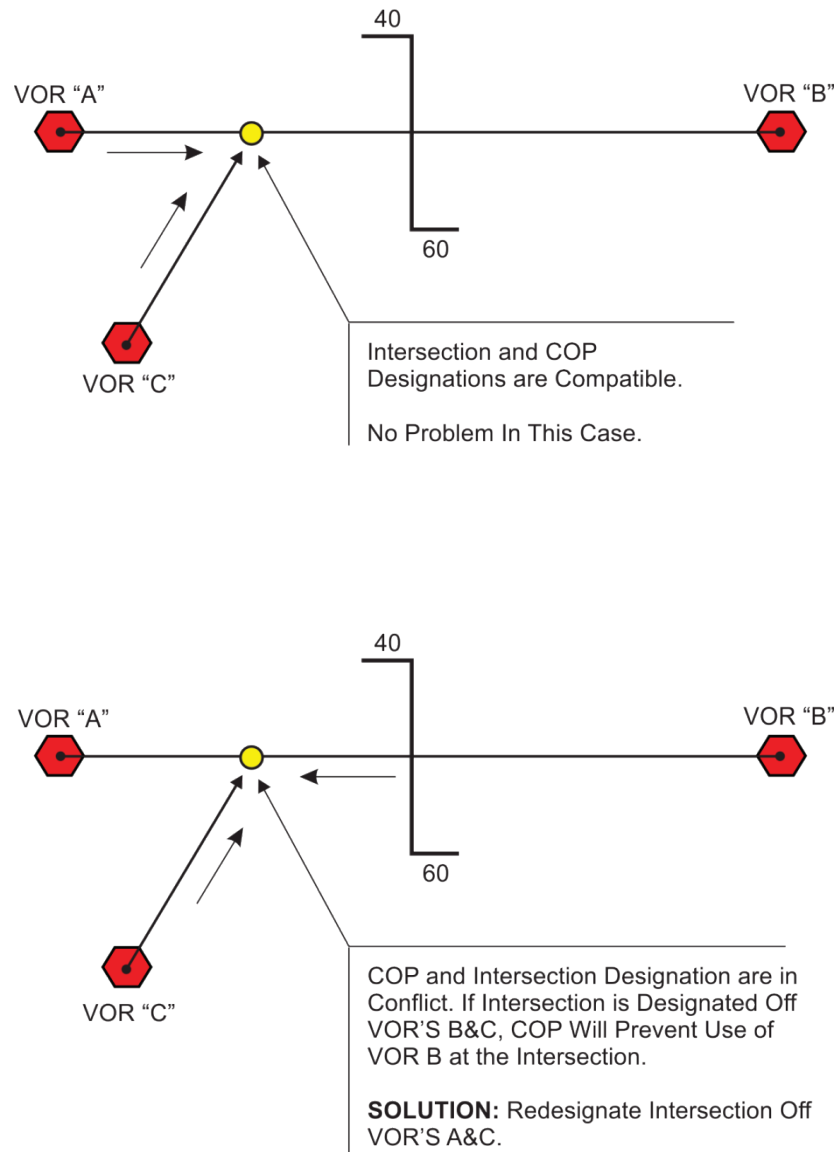 40
VOR “A”
VOR “B”
60
VOR “C”
Intersection and COP
Designations are Compatible.
No Problem In This Case.
40
VOR “A”
VOR “B”
60
VOR “C”
COP and Intersection Designation are in
Conflict. If Intersection is Designated Off
VOR’S B&C, COP Will Prevent Use of
VOR B at the Intersection.
SOLUTION: Redesignate Intersection Off
VOR’S A&C.